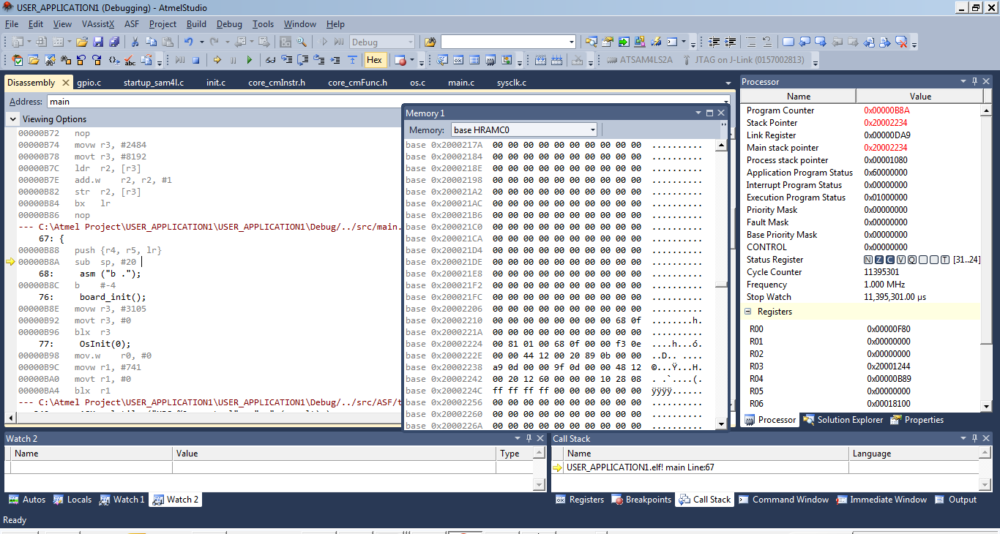 USER_APPLICATION1 (Debugging) - AtmelStudio
File Edit View VAssistX ASF Project Build Debug Tools Window Help
Debug
Hex ATSAM4LS2A JTAG on J-Link (0157002813)
Disassembly gpio.c startup_sam4l.c init.c core_cmInstr.h core_cmFunc.h os.c main.c sysclk.c
Address: main
Viewing Options
00000B72 nop
00000B74 movw r3, #2484
00000B78 movt r3, #8192
00000B7C ldr r2, [r3]
00000B7E add.w r2, r2, #1
00000B82 str r2, [r3]
00000B84 bx lr
00000B86 nop
--- C:\Atmel Project\USER_APPLICATION1\USER_APPLICATION1\Debug/../src/main.
67: {
00000B88 push {r4, r5, lr}
00000B8A sub sp, #20
68: asm ("b .");
00000B8C b #-4
76: board_init();
00000B8E movw r3, #3105
00000B92 movt r3, #0
00000B96 blx r3
77: OsInit(0);
00000B98 mov.w r0, #0
00000B9C movw r1, #741
00000BA0 movt r1, #0
00000BA4 blx r1
--- C:\Atmel Project\USER_APPLICATION1\USER_APPLICATION1\Debug/../src/ASF/t
Memory 1
Memory: base HRAMC0
base 0x2000217A 00 00 00 00 00 00 00 00 00 00 ..........
base 0x20002184 00 00 00 00 00 00 00 00 00 00 ..........
base 0x2000218E 00 00 00 00 00 00 00 00 00 00 ..........
base 0x20002198 00 00 00 00 00 00 00 00 00 00 ..........
base 0x200021A2 00 00 00 00 00 00 00 00 00 00 ..........
base 0x200021AC 00 00 00 00 00 00 00 00 00 00 ..........
base 0x200021B6 00 00 00 00 00 00 00 00 00 00 ..........
base 0x200021C0 00 00 00 00 00 00 00 00 00 00 ..........
base 0x200021CA 00 00 00 00 00 00 00 00 00 00 ..........
base 0x200021D4 00 00 00 00 00 00 00 00 00 00 ..........
base 0x200021DE 00 00 00 00 00 00 00 00 00 00 ..........
base 0x200021E8 00 00 00 00 00 00 00 00 00 00 ..........
base 0x200021F2 00 00 00 00 00 00 00 00 00 00 ..........
base 0x200021FC 00 00 00 00 00 00 00 00 00 00 ..........
base 0x20002206 00 00 00 00 00 00 00 00 00 00 ..........
base 0x20002210 00 00 00 00 00 00 00 00 68 0f ........h.
base 0x2000221A 00 00 00 00 00 00 00 00 00 00 ..........
base 0x20002224 00 81 01 00 68 0f 00 00 f3 0e ....h...ó.
base 0x2000222E 00 00 44 12 00 20 89 0b 00 00 ..D.. ....
base 0x20002238 a9 0d 00 00 9f 0d 00 00 48 12 ©...Ÿ...H.
base 0x20002242 00 20 12 60 00 00 00 10 28 08 . .`....(.
base 0x2000224C ff ff ff ff 00 00 00 00 00 00 ÿÿÿÿ......
base 0x20002256 00 00 00 00 00 00 00 00 00 00 ..........
base 0x20002260 00 00 00 00 00 00 00 00 00 00 ..........
base 0x2000226A 00 00 00 00 00 00 00 00 00 00 ..........
Processor
Name Value
Program Counter 0x00000B8A
Stack Pointer 0x20002234
Link Register 0x00000DA9
Main stack pointer 0x20002234
Process stack pointer 0x00001080
Application Program Status 0x60000000
Interrupt Program Status 0x00000000
Execution Program Status 0x01000000
Priority Mask 0x00000000
Fault Mask 0x00000000
Base Priority Mask 0x00000000
CONTROL 0x00000000
Status Register N Z C V Q T [31..24]
Cycle Counter 11395301
Frequency 1.000 MHz
Stop Watch 11,395,301.00 µs
Registers
R00 0x00000F80
R01 0x00000000
R02 0x00000000
R03 0x20001244
R04 0x00000B89
R05 0x00000000
R06 0x00018100
Processor Solution Explorer Properties
Watch 2
Name Value Type
Autos Locals Watch 1 Watch 2
Call Stack
Name Language
USER_APPLICATION1.elf! main Line:67
Registers Breakpoints Call Stack Command Window Immediate Window Output
Ready